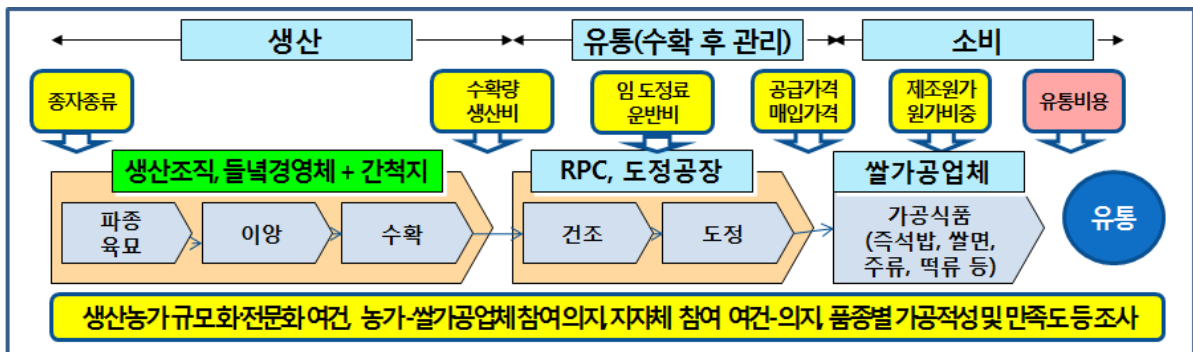 생산
유통(수확 후 관리)
소비
종자종류
수확량
생산비
임 도정료
운반비
공급가격
매입가격
제조원가
원가비중
유통비용
생산조직, 들녘경영체 + 간척지
RPC, 도정공장
쌀가공업체
파종
육묘
이앙
수확
건조
도정
가공식품
(즉석밥, 쌀면,
주류, 떡류 등)
유통
생산농가 규모화·전문화 여건, 농가-쌀가공업체 참여 의지, 지자체 참여 여건-의지, 품종별 가공적성 및 만족도 등 조사